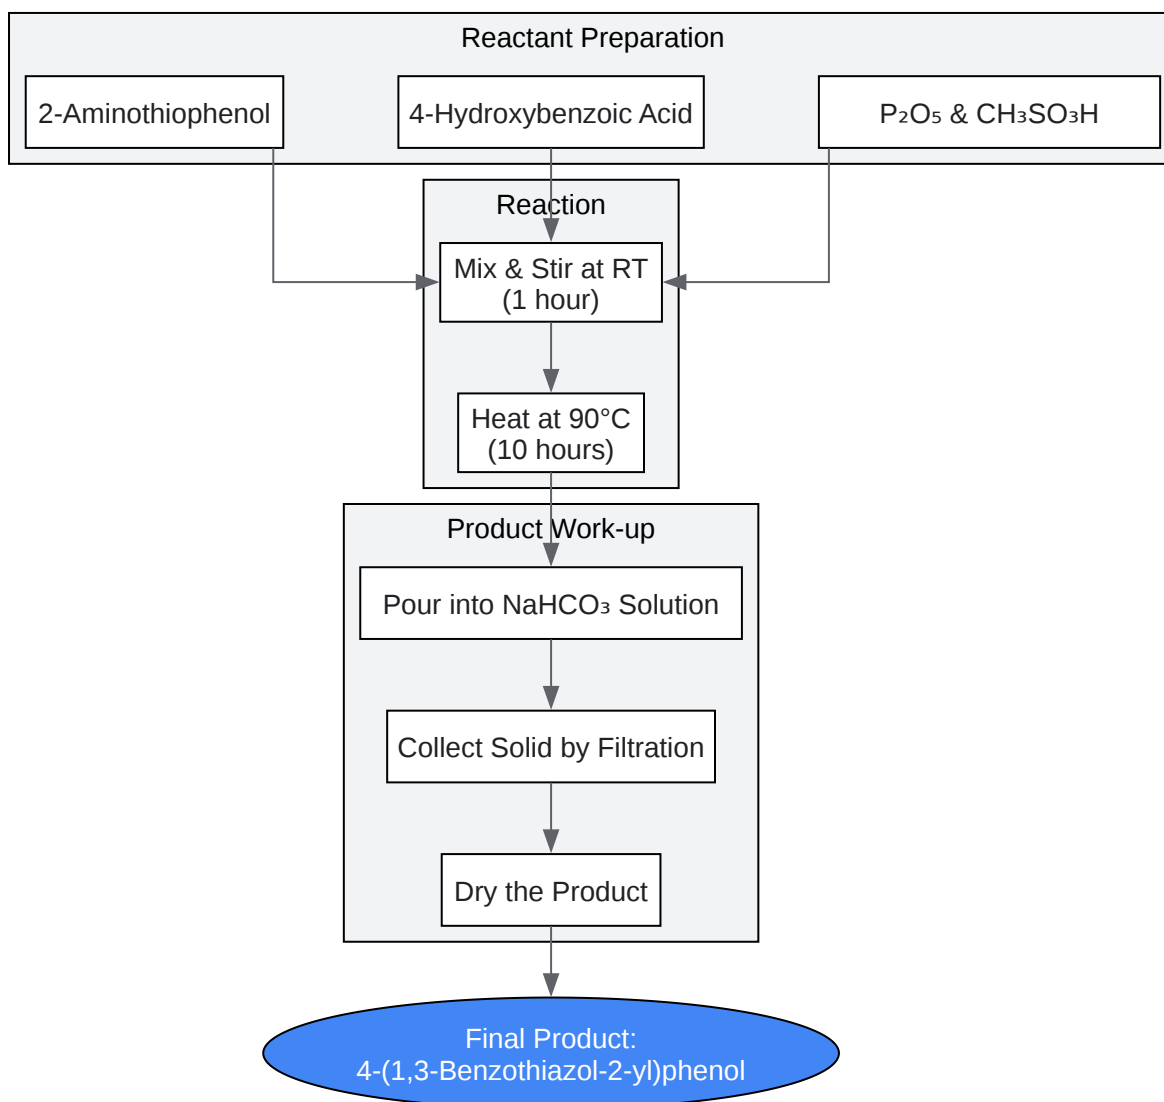 Reactant Preparation
2-Aminothiophenol
4-Hydroxybenzoic Acid
P₂O₅ & CH₃SO₃H
Reaction
Mix & Stir at RT
(1 hour)
Heat at 90°C
(10 hours)
Product Work-up
Pour into NaHCO₃ Solution
Collect Solid by Filtration
Dry the Product
Final Product:
4-(1,3-Benzothiazol-2-yl)phenol